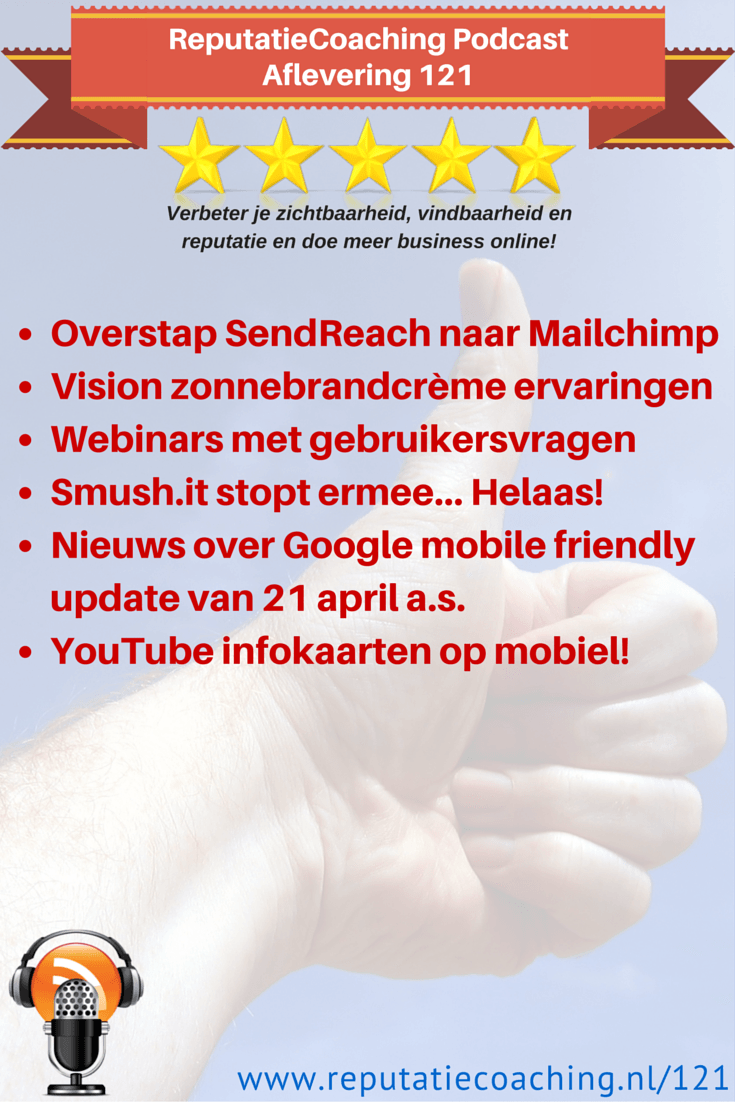 ReputatieCoaching Podcast
Aflevering 121
Verbeter je zichtbaarheid, vindbaarheid en
reputatie en doe meer business online!
• Overstap SendReach naar Mailchimp
• Vision zonnebrandcrème ervaringen
• Webinars met gebruikersvragen
• Smush.it stopt ermee... Helaas!
• Nieuws over Google mobile friendly
update van 21 april a.s.
• YouTube infokaarten op mobiel!
www.reputatiecoaching.nl/121